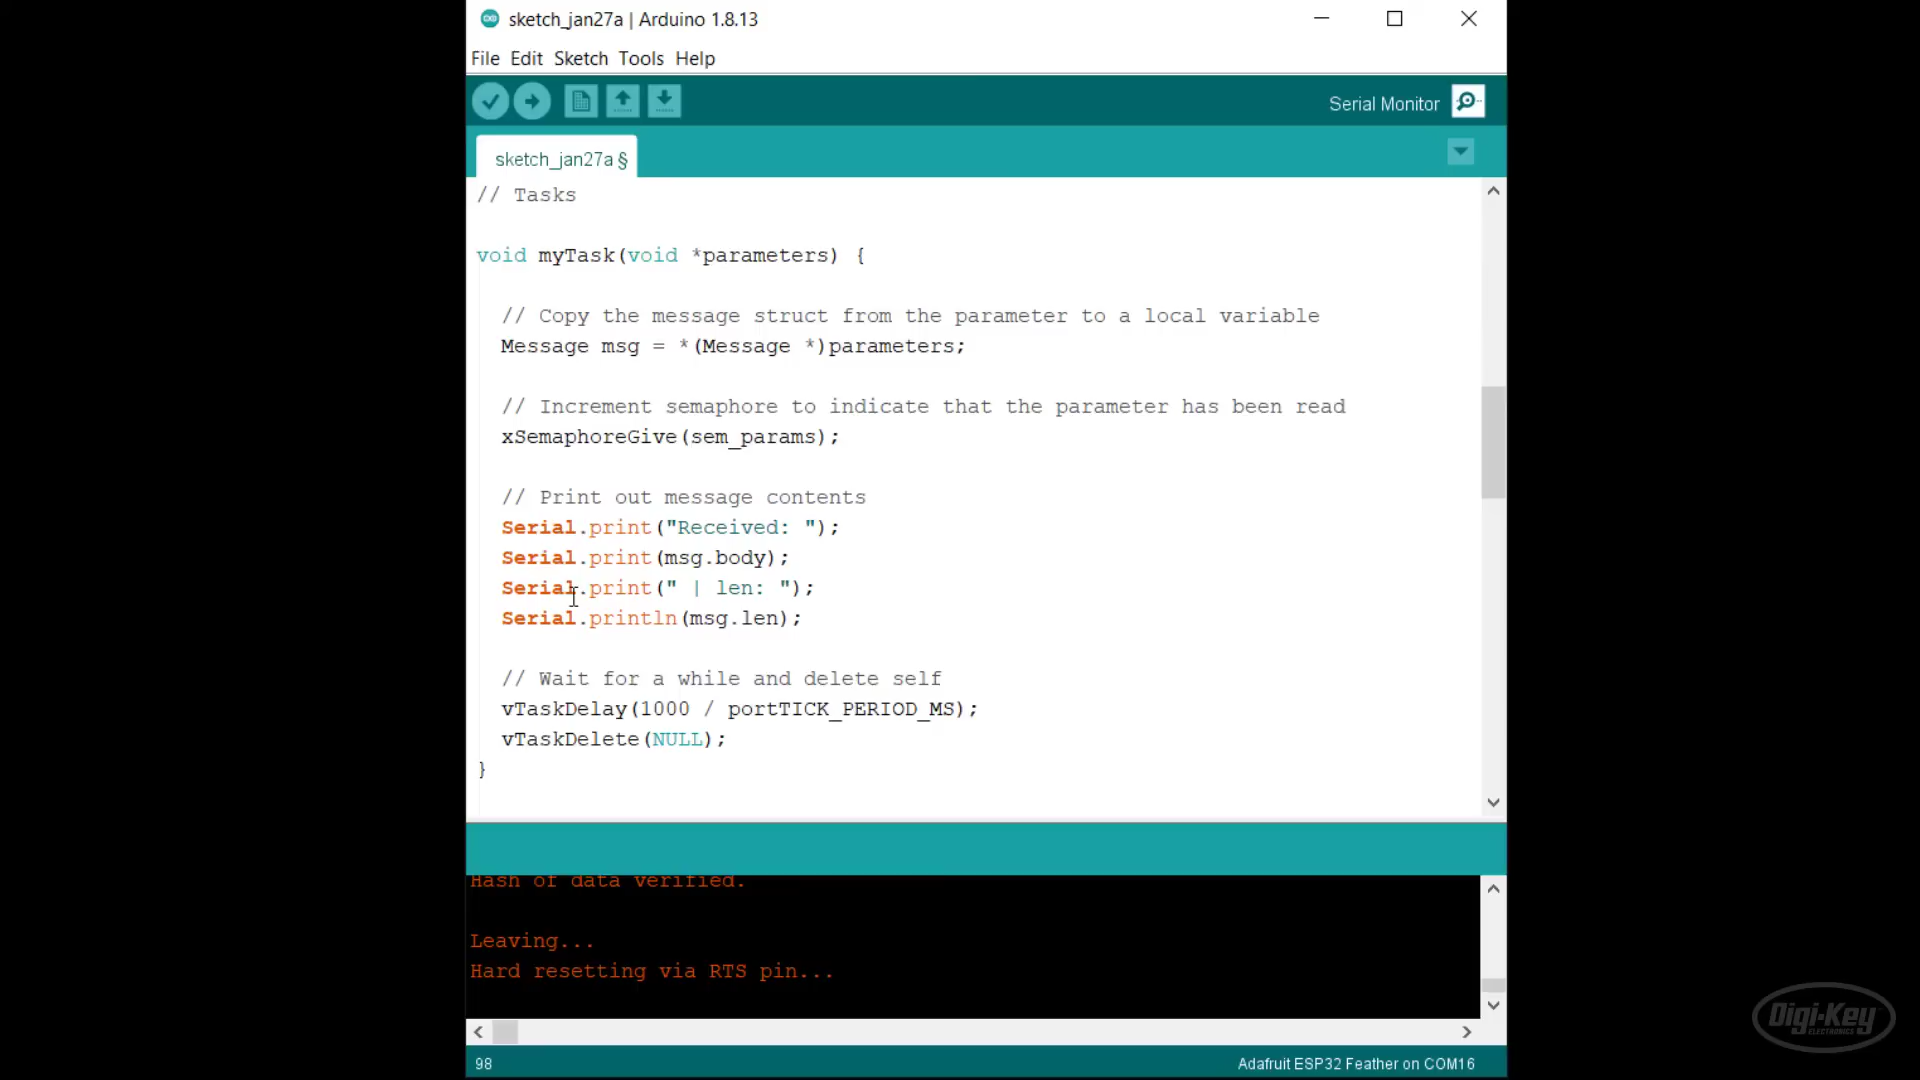 sketch_jan27a | Arduino 1.8.13
File Edit Sketch Tools Help
Serial Monitor
sketch_jan27a §
// Tasks
void myTask(void *parameters) {
// Copy the message struct from the parameter to a local variable
Message msg = *(Message *)parameters;
// Increment semaphore to indicate that the parameter has been read
xSemaphoreGive(sem_params);
// Print out message contents
Serial.print("Received: ");
Serial.print(msg.body);
Serial.print(" | len: ");
Serial.println(msg.len);
// Wait for a while and delete self
vTaskDelay(1000 / portTICK_PERIOD_MS);
vTaskDelete(NULL);
}
Hash of data verified.
Leaving...
Hard resetting via RTS pin...
98
Adafruit ESP32 Feather on COM16
Digi-Key
ELECTRONICS